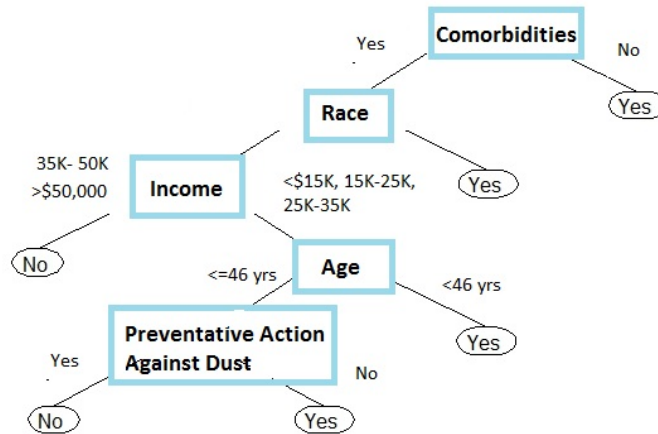 Comorbidities
Yes
No
Yes
Race
35K- 50K
>$50,000
Income
<$15K, 15K-25K,
25K-35K
Yes
No
<=46 yrs
Age
<46 yrs
Yes
Preventative Action
Against Dust
Yes
No
No
Yes